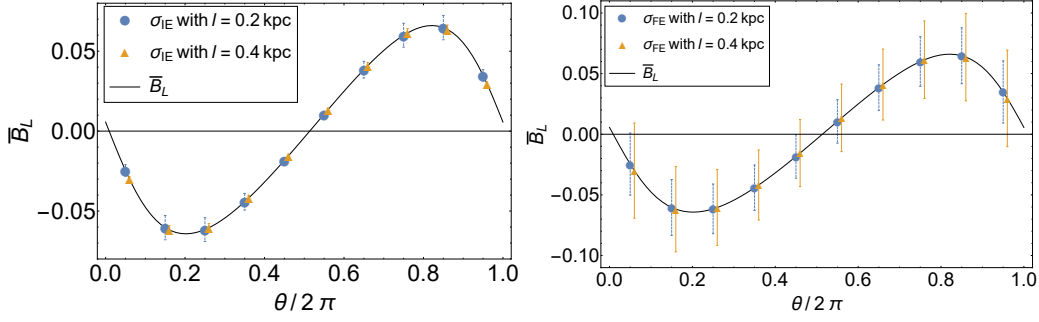 σIE with l = 0.2 kpc
σIE with l = 0.4 kpc
B̅L
B̅L
0.05
0.00
−0.05
0.0 0.2 0.4 0.6 0.8 1.0
θ / 2 π
σFE with l = 0.2 kpc
σFE with l = 0.4 kpc
B̅L
B̅L
0.10
0.05
0.00
−0.05
−0.10
0.0 0.2 0.4 0.6 0.8 1.0
θ / 2 π